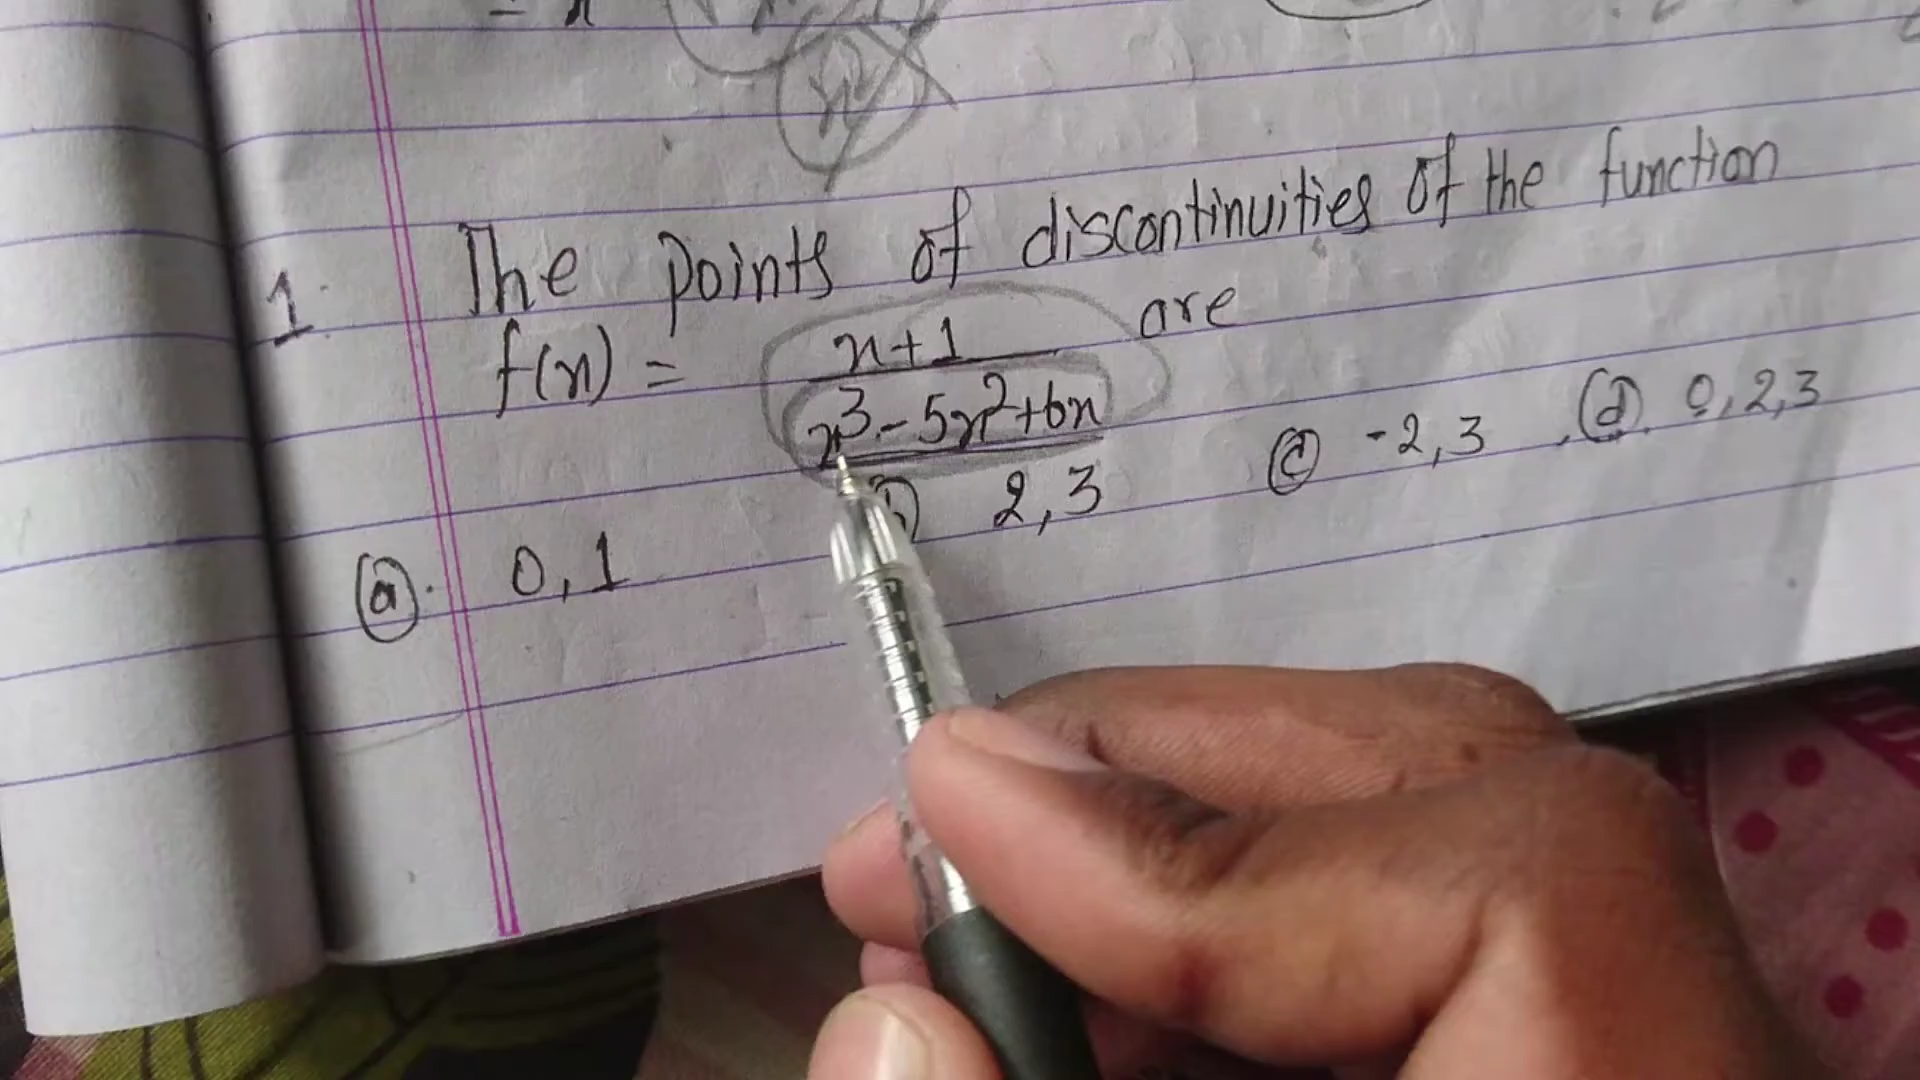 1. The points of discontinuities of the function
f(x) = x+1 / x³-5x²+6x are
(a). 0,1 (b) 2,3 (c) -2,3 (d). 0,2,3